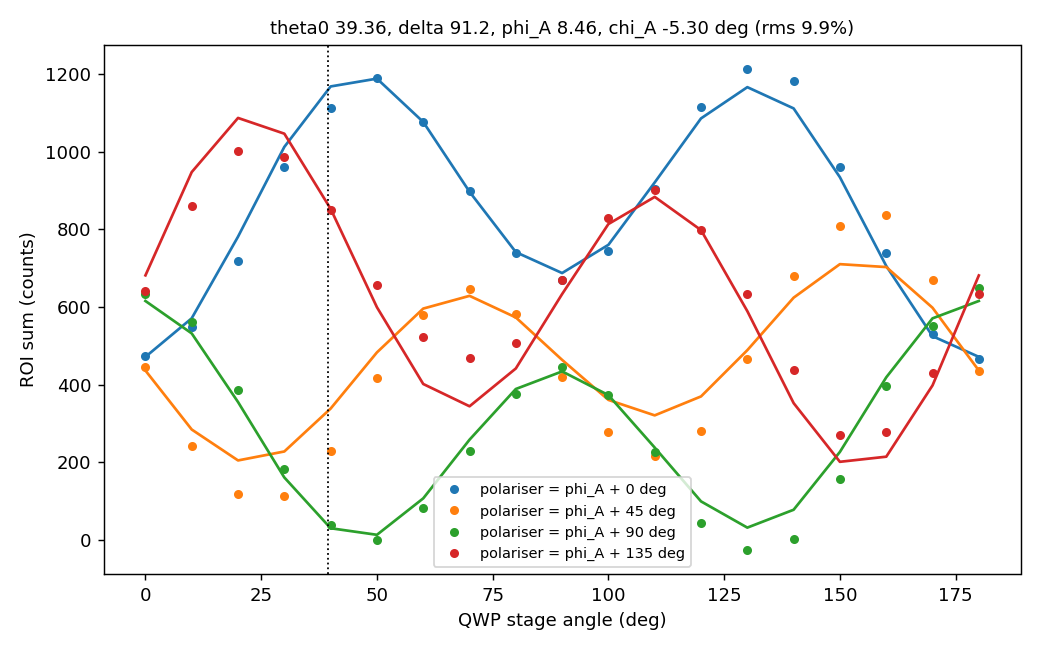 theta0 39.36, delta 91.2, phi_A 8.46, chi_A -5.30 deg (rms 9.9%)
1200
1000
800
600
400
200
0
ROI sum (counts)
polariser = phi_A + 0 deg
polariser = phi_A + 45 deg
polariser = phi_A + 90 deg
polariser = phi_A + 135 deg
0 25 50 75 100 125 150 175
QWP stage angle (deg)